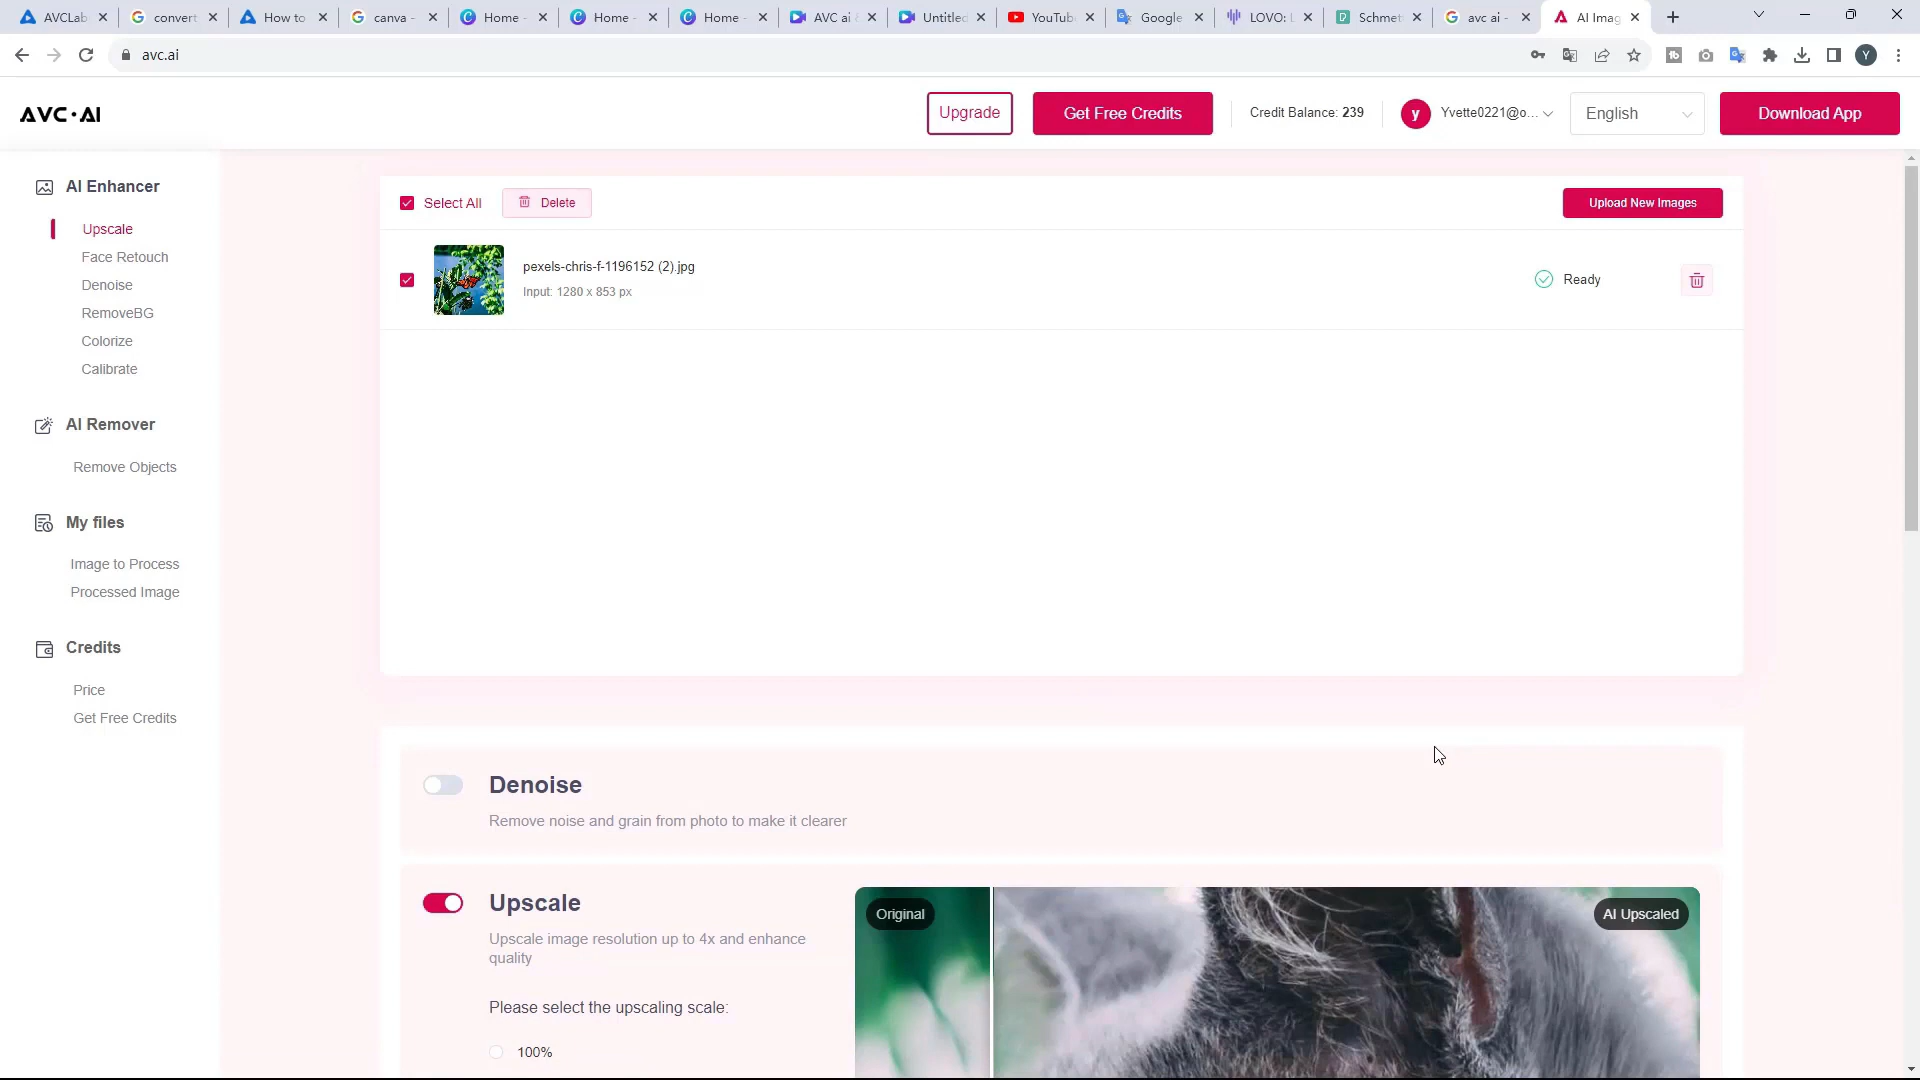 AVCLab
convert
How to
canva -
Home -
Home -
Home -
AVC ai
Untitled
YouTub
Google
LOVO:
Schmet
avc ai -
AI Imag
avc.ai
Y
AVC·AI
Upgrade
Get Free Credits
Credit Balance: 239
y
Yvette0221@o...
English
Download App
AI Enhancer
Upscale
Face Retouch
Denoise
RemoveBG
Colorize
Calibrate
AI Remover
Remove Objects
My files
Image to Process
Processed Image
Credits
Price
Get Free Credits
Select All
Delete
Upload New Images
pexels-chris-f-1196152 (2).jpg
Input: 1280 x 853 px
Ready
Denoise
Remove noise and grain from photo to make it clearer
Upscale
Upscale image resolution up to 4x and enhance
quality
Please select the upscaling scale:
100%
Original
AI Upscaled